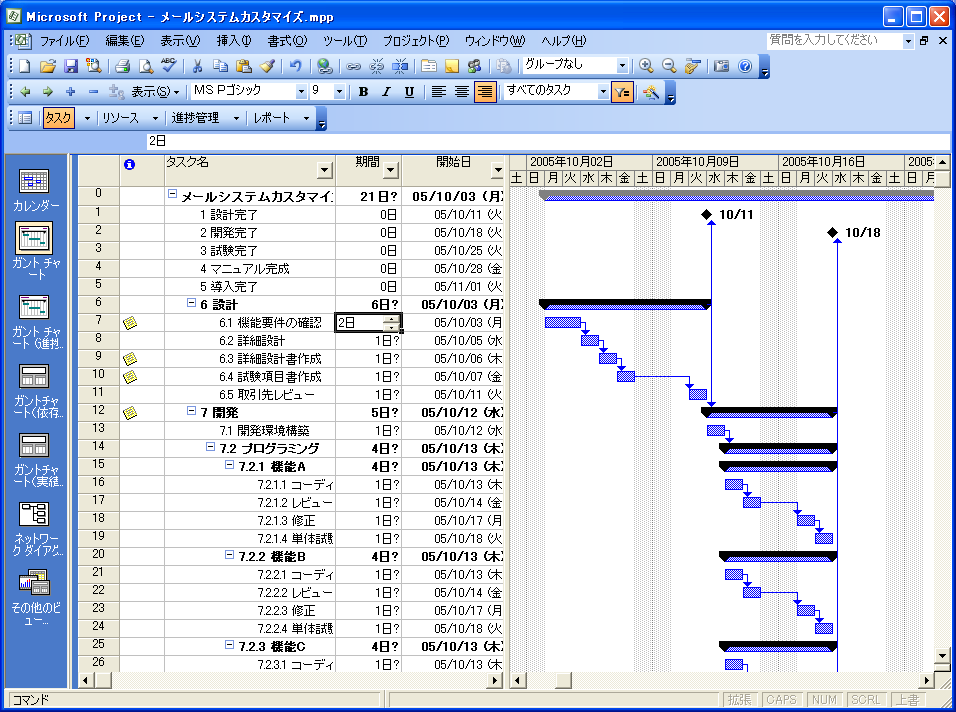 Microsoft Project - メールシステムカスタマイズ.mpp
ファイル(F) 編集(E) 表示(V) 挿入(I) 書式(O) ツール(T) プロジェクト(P) ウィンドウ(W) ヘルプ(H) 質問を入力してください
グループなし
表示(S) MS Pゴシック 9 B I U すべてのタスク
タスク リソース 進捗管理 レポート
2日
タスク名 期間 開始日 2005年10月02日 2005年10月09日 2005年10月16日 2005年
土 日 月 火 水 木 金 土 日 月 火 水 木 金 土 日 月 火 水 木 金 土 日 月
0 メールシステムカスタマイズ 21日? 05/10/03 (月)
1 1 設計完了 0日 05/10/11 (火 10/11
2 2 開発完了 0日 05/10/18 (火 10/18
3 3 試験完了 0日 05/10/25 (火
4 4 マニュアル完成 0日 05/10/28 (金
5 5 導入完了 0日 05/11/01 (火
6 6 設計 6日? 05/10/03 (月)
7 6.1 機能要件の確認 2日 05/10/03 (月
8 6.2 詳細設計 1日? 05/10/05 (水
9 6.3 詳細設計書作成 1日? 05/10/06 (木
10 6.4 試験項目書作成 1日? 05/10/07 (金
11 6.5 取引先レビュー 1日? 05/10/11 (火
12 7 開発 5日? 05/10/12 (水)
13 7.1 開発環境構築 1日? 05/10/12 (水
14 7.2 プログラミング 4日? 05/10/13 (木)
15 7.2.1 機能A 4日? 05/10/13 (木)
16 7.2.1.1 コーディ 1日? 05/10/13 (木
17 7.2.1.2 レビュー 1日? 05/10/14 (金
18 7.2.1.3 修正 1日? 05/10/17 (月
19 7.2.1.4 単体試験 1日? 05/10/18 (火
20 7.2.2 機能B 4日? 05/10/13 (木)
21 7.2.2.1 コーディ 1日? 05/10/13 (木
22 7.2.2.2 レビュー 1日? 05/10/14 (金
23 7.2.2.3 修正 1日? 05/10/17 (月
24 7.2.2.4 単体試験 1日? 05/10/18 (火
25 7.2.3 機能C 4日? 05/10/13 (木)
26 7.2.3.1 コーディ 1日? 05/10/13 (木
カレンダー
ガント チャ
ート
ガント チャ
ート (進捗..
ガントチャ
ート(依存..
ガントチャ
ート(実績..
ネットワー
ク ダイアグ..
その他のビ
ュー...
コマンド 拡張 CAPS NUM SCRL 上書